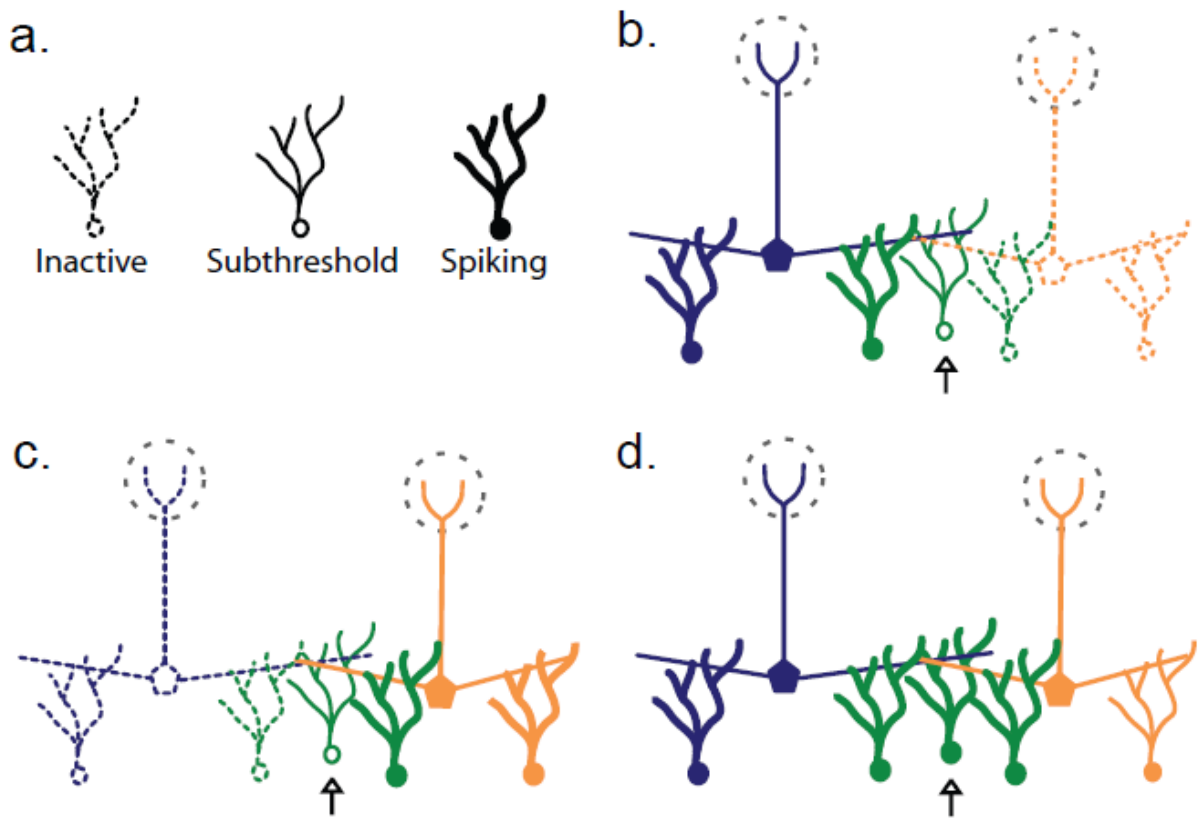 a.
Inactive
Subthreshold
Spiking
b.
c.
d.